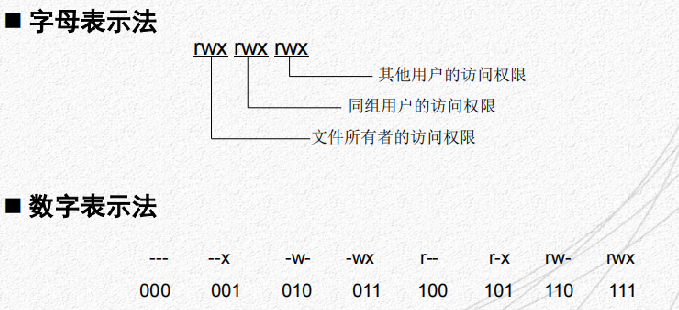 ■ 字母表示法
rwx rwx rwx
其他用户的访问权限
同组用户的访问权限
文件所有者的访问权限
■ 数字表示法
--- --x -w- -wx r-- r-x rw- rwx
000 001 010 011 100 101 110 111